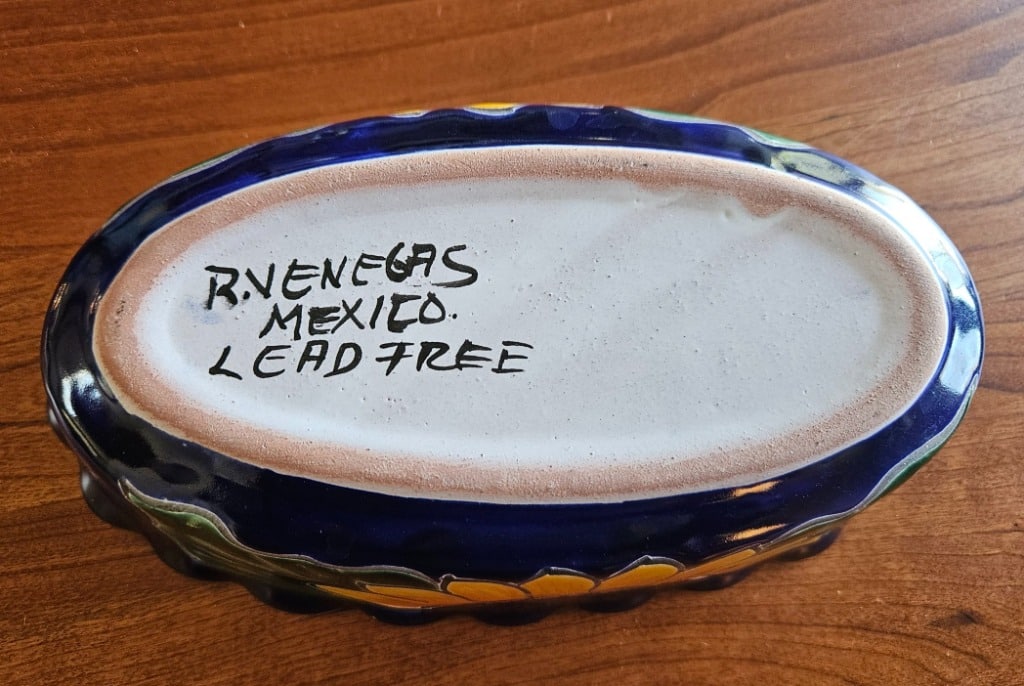 R.VENEGAS
MEXICO.
LEAD FREE